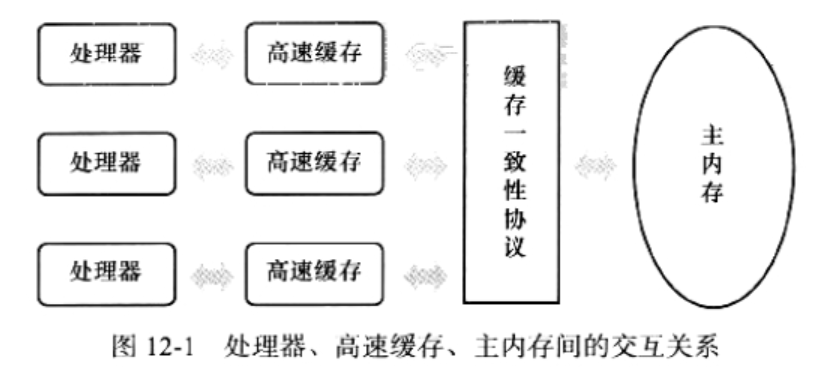 处理器 高速缓存
处理器 高速缓存
处理器 高速缓存
缓存一致性协议
主内存
图 12-1 处理器、高速缓存、主内存间的交互关系